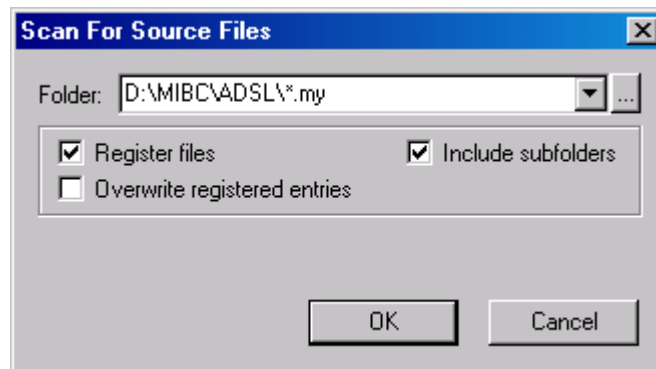 Scan For Source Files
Folder: D:\MIBC\ADSL\*.my ...
Register files Include subfolders
Overwrite registered entries
OK Cancel